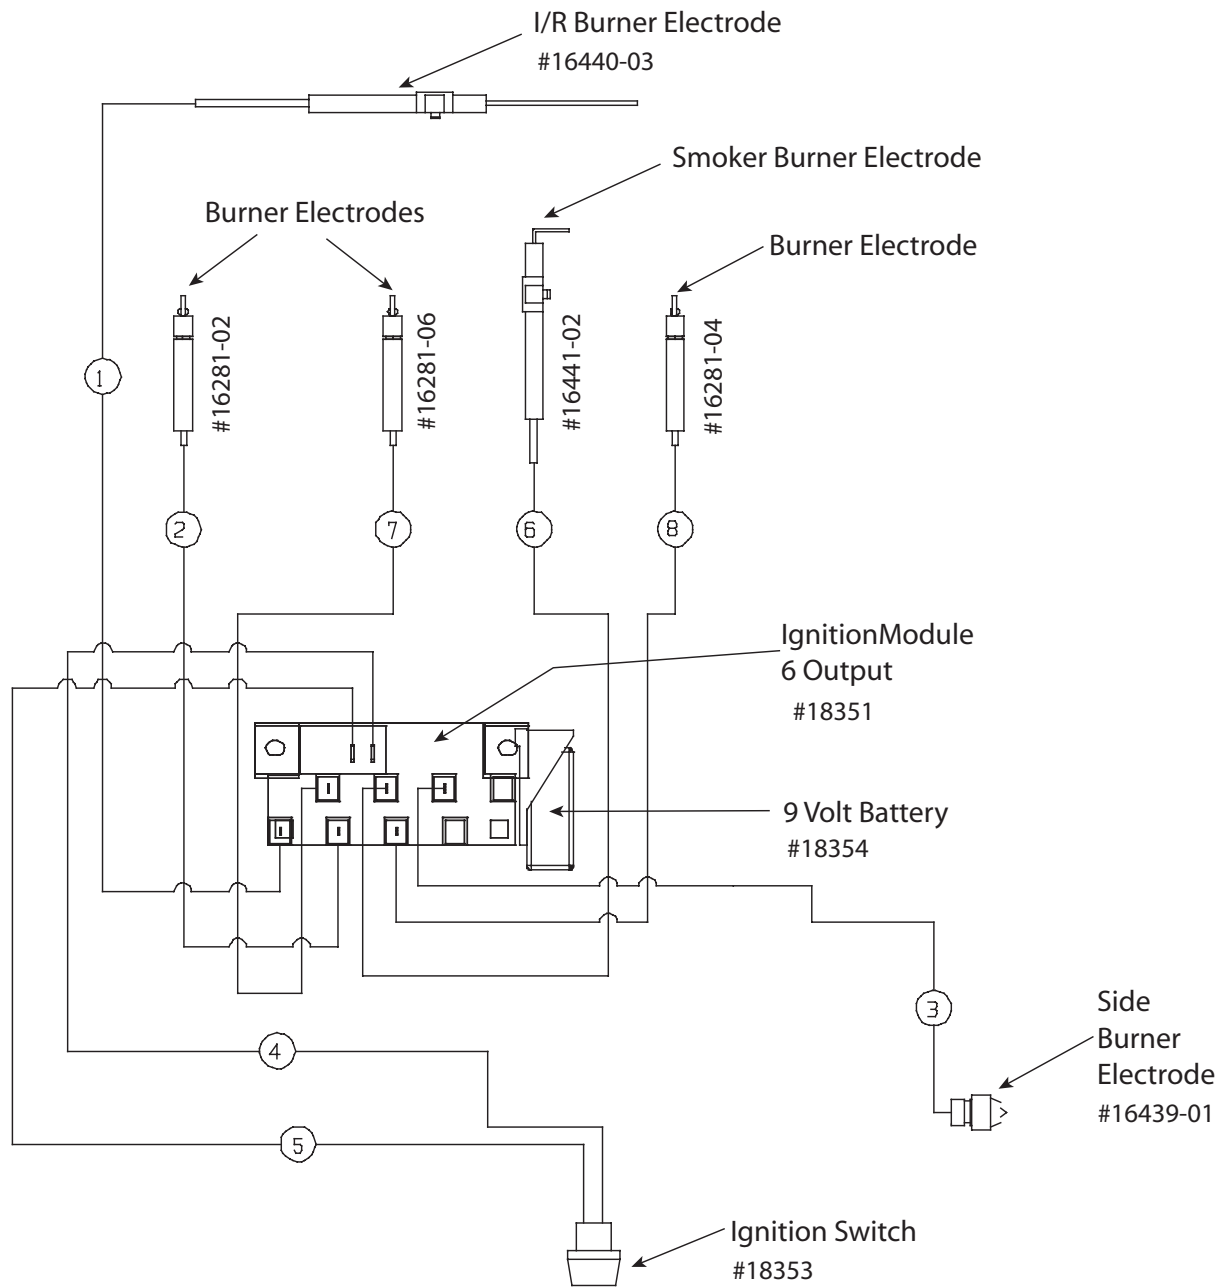 I/R Burner Electrode
#16440-03
Smoker Burner Electrode
Burner Electrodes
Burner Electrode
#16281-02
#16281-06
#16441-02
#16281-04
1
2
7
6
8
IgnitionModule
6 Output
#18351
9 Volt Battery
#18354
3
Side
Burner
Electrode
#16439-01
4
5
Ignition Switch
#18353